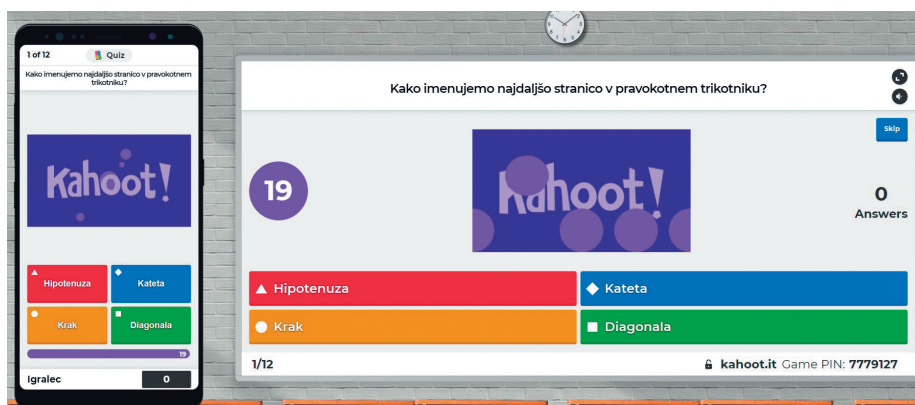 1 of 12
Quiz
Kako imenujemo najdaljšo stranico v pravokotnem
trikotniku?
Kahoot!
Hipotenuza
Kateta
Krak
Diagonala
19
Igralec
0
Kako imenujemo najdaljšo stranico v pravokotnem trikotniku?
Skip
19
Kahoot!
0
Answers
Hipotenuza
Kateta
Krak
Diagonala
1/12
kahoot.it Game PIN: 7779127